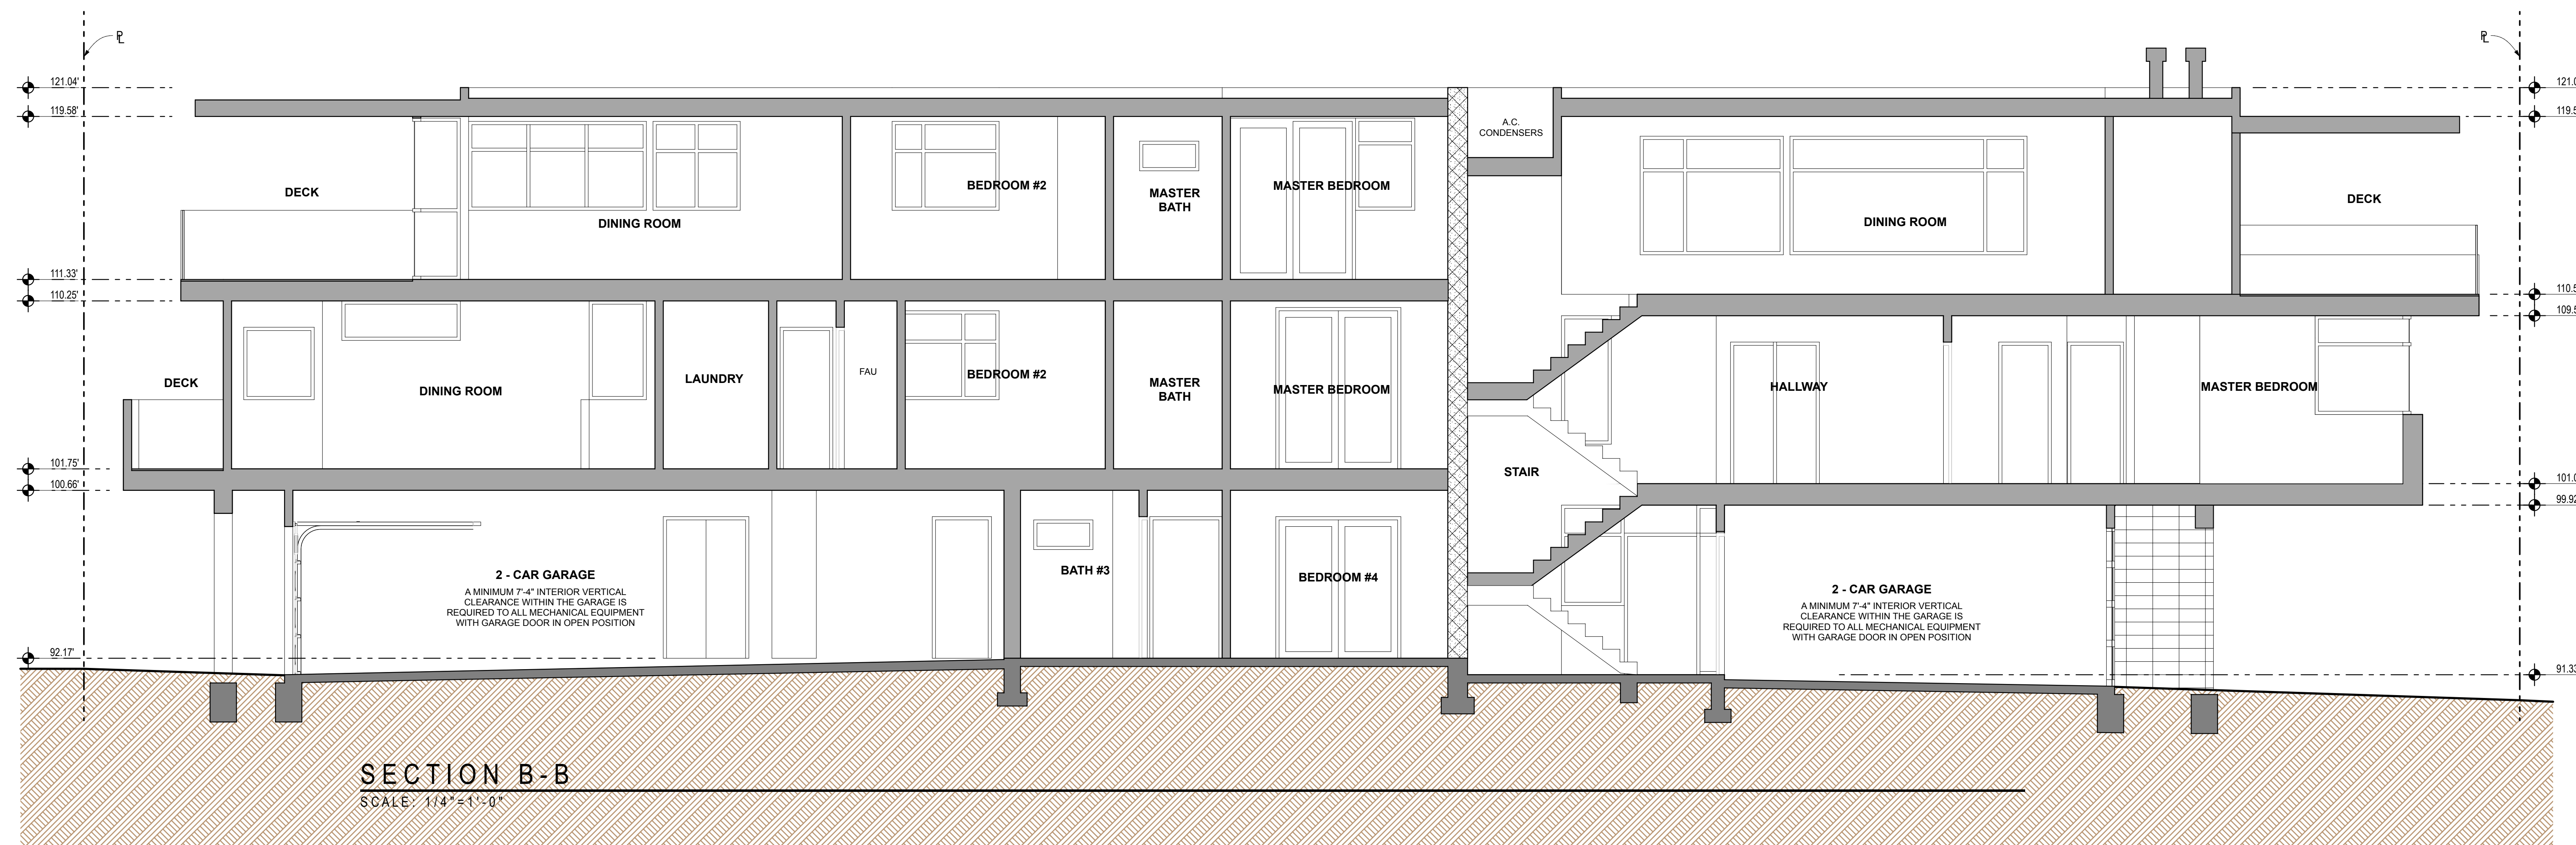 PL
PL
121.04'
121.0
119.58'
119.5
A.C.
CONDENSERS
DECK
DINING ROOM
BEDROOM #2
MASTER
BATH
MASTER BEDROOM
DINING ROOM
DECK
111.33'
110.25'
110.5
109.5
DECK
DINING ROOM
LAUNDRY
FAU
BEDROOM #2
MASTER
BATH
MASTER BEDROOM
HALLWAY
MASTER BEDROOM
STAIR
101.75'
100.66'
101.0
99.92
2 - CAR GARAGE
A MINIMUM 7'-4" INTERIOR VERTICAL
CLEARANCE WITHIN THE GARAGE IS
REQUIRED TO ALL MECHANICAL EQUIPMENT
WITH GARAGE DOOR IN OPEN POSITION
BATH #3
BEDROOM #4
2 - CAR GARAGE
A MINIMUM 7'-4" INTERIOR VERTICAL
CLEARANCE WITHIN THE GARAGE IS
REQUIRED TO ALL MECHANICAL EQUIPMENT
WITH GARAGE DOOR IN OPEN POSITION
92.17'
91.33
SECTION B-B
SCALE: 1/4"=1'-0"